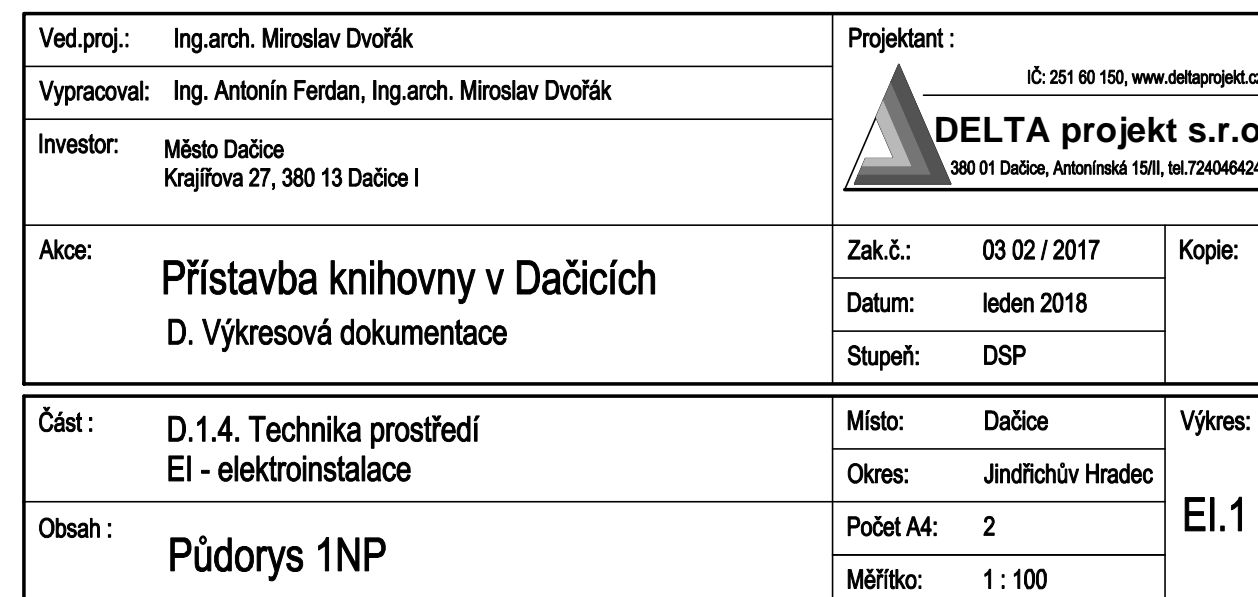 Ved.proj.: Ing.arch. Miroslav Dvořák
Vypracoval: Ing. Antonín Ferdan, Ing.arch. Miroslav Dvořák
Investor: Město Dačice
Krajířova 27, 380 13 Dačice I
Projektant :
IČ: 251 60 150, www.deltaprojekt.cz
DELTA projekt s.r.o
380 01 Dačice, Antonínská 15/II, tel.724046424
Akce: Přístavba knihovny v Dačicích
D. Výkresová dokumentace
Zak.č.: 03 02 / 2017
Datum: leden 2018
Stupeň: DSP
Kopie:
Část : D.1.4. Technika prostředí
El - elektroinstalace
Obsah : Půdorys 1NP
Místo: Dačice
Okres: Jindřichův Hradec
Počet A4: 2
Měřítko: 1 : 100
Výkres:
El.1